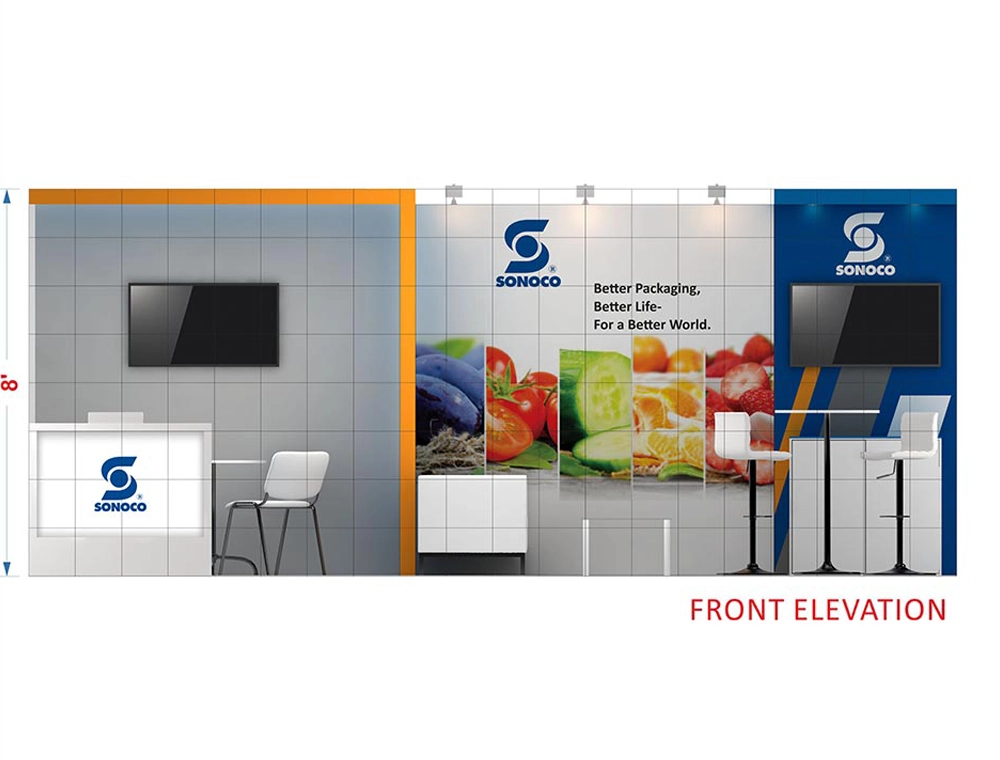 SONOCO
®
Better Packaging,
Better Life-
For a Better World.
SONOCO
®
8'
SONOCO
®
FRONT ELEVATION